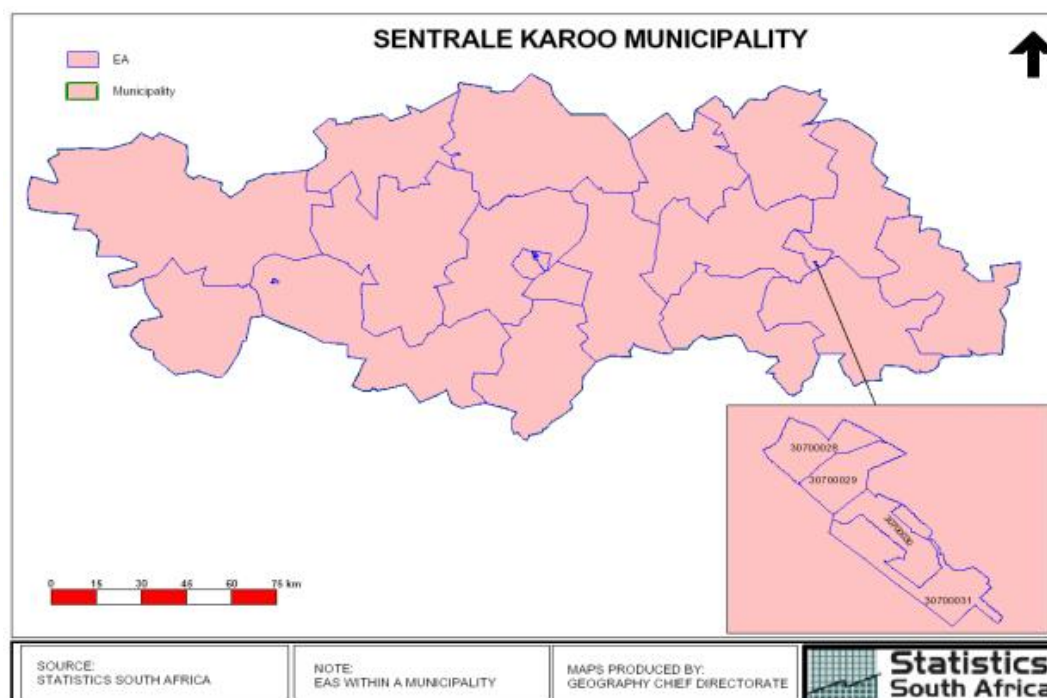 SENTRALE KAROO MUNICIPALITY
EA
Municipality
30700028
30700029
30700030
30700031
0 15 30 45 60 75 km
SOURCE:
STATISTICS SOUTH AFRICA
NOTE:
EAS WITHIN A MUNICIPALITY
MAPS PRODUCED BY:
GEOGRAPHY CHIEF DIRECTORATE
Statistics
South Africa